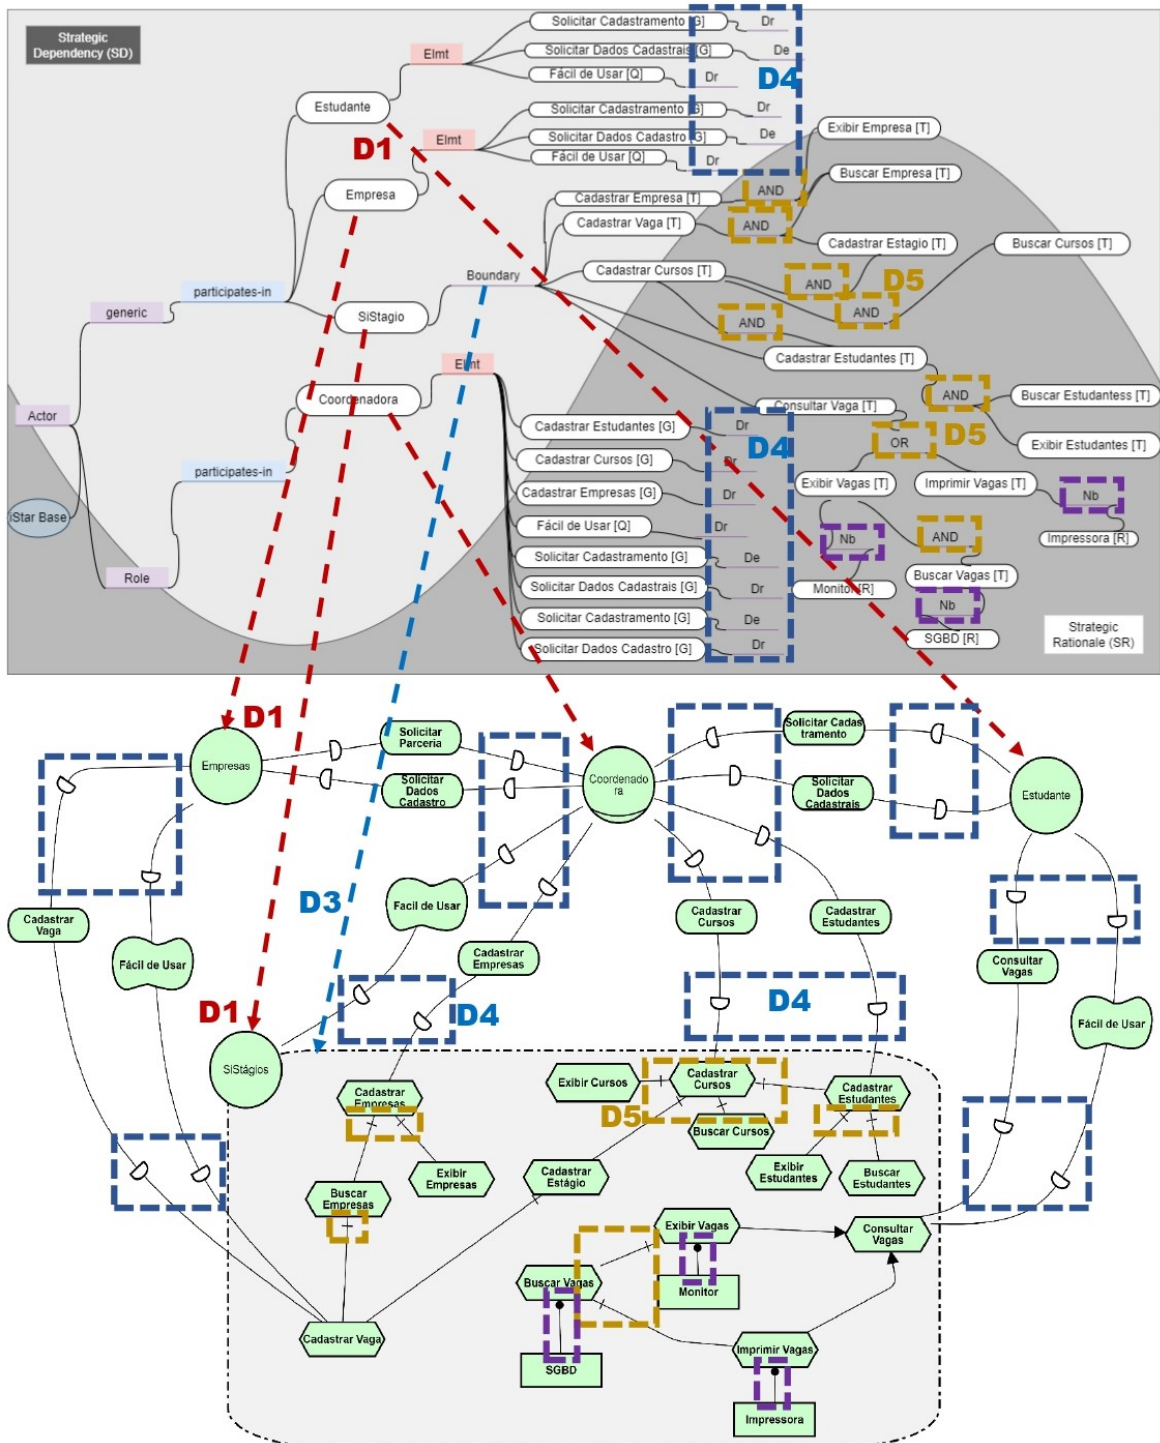 Strategic
Dependency (SD)
Elmt
Solicitar Cadastramento [G]
Dr
Solicitar Dados Cadastrais [G]
De
Fácil de Usar [Q]
Dr
D4
Estudante
Elmt
Solicitar Cadastramento [G]
Dr
Solicitar Dados Cadastro [G]
De
Fácil de Usar [Q]
Dr
D1
Exibir Empresa [T]
Empresa
Cadastrar Empresa [T]
AND
Buscar Empresa [T]
Cadastrar Vaga [T]
AND
Cadastrar Estagio [T]
Buscar Cursos [T]
participates-in
Boundary
Cadastrar Cursos [T]
AND
D5
AND
generic
SiStagio
AND
Elmt
Cadastrar Estudantes [T]
Coordenadora
Actor
Consultar Vaga [T]
AND
Buscar Estudantess [T]
Cadastrar Estudantes [G]
Dr
D4
OR
D5
Exibir Estudantes [T]
Cadastrar Cursos [G]
Dr
participates-in
Exibir Vagas [T]
Imprimir Vagas [T]
Cadastrar Empresas [G]
Dr
Nb
iStar Base
Fácil de Usar [Q]
Dr
Nb
AND
Impressora [R]
Solicitar Cadastramento [G]
De
Role
Buscar Vagas [T]
Solicitar Dados Cadastrais [G]
Dr
Monitor [R]
Nb
Solicitar Cadastramento [G]
De
SGBD [R]
Solicitar Dados Cadastro [G]
Dr
Strategic
Rationale (SR)
D1
Solicitar
Parceria
Solicitar Cadas
tramento
Empresas
Coordenado
ra
Solicitar
Dados
Cadastro
Solicitar
Dados
Cadastrais
Estudante
D3
Facil de Usar
Cadastrar
Vaga
Cadastrar
Cursos
Cadastrar
Estudantes
Fácil de Usar
Cadastrar
Empresas
Consultar
Vagas
D1
D4
D4
Fácil de Usar
SIStágios
Exibir Cursos
Cadastrar
Cursos
Cadastrar
Empresas
Cadastrar
Estudantes
D5
Buscar Cursos
Exibir
Empresas
Cadastrar
Estágio
Exibir
Estudantes
Buscar
Estudantes
Buscar
Empresas
Exibir Vagas
Consultar
Vagas
Buscar Vagas
Monitor
Cadastrar Vaga
Imprimir Vagas
SGBD
Impressora